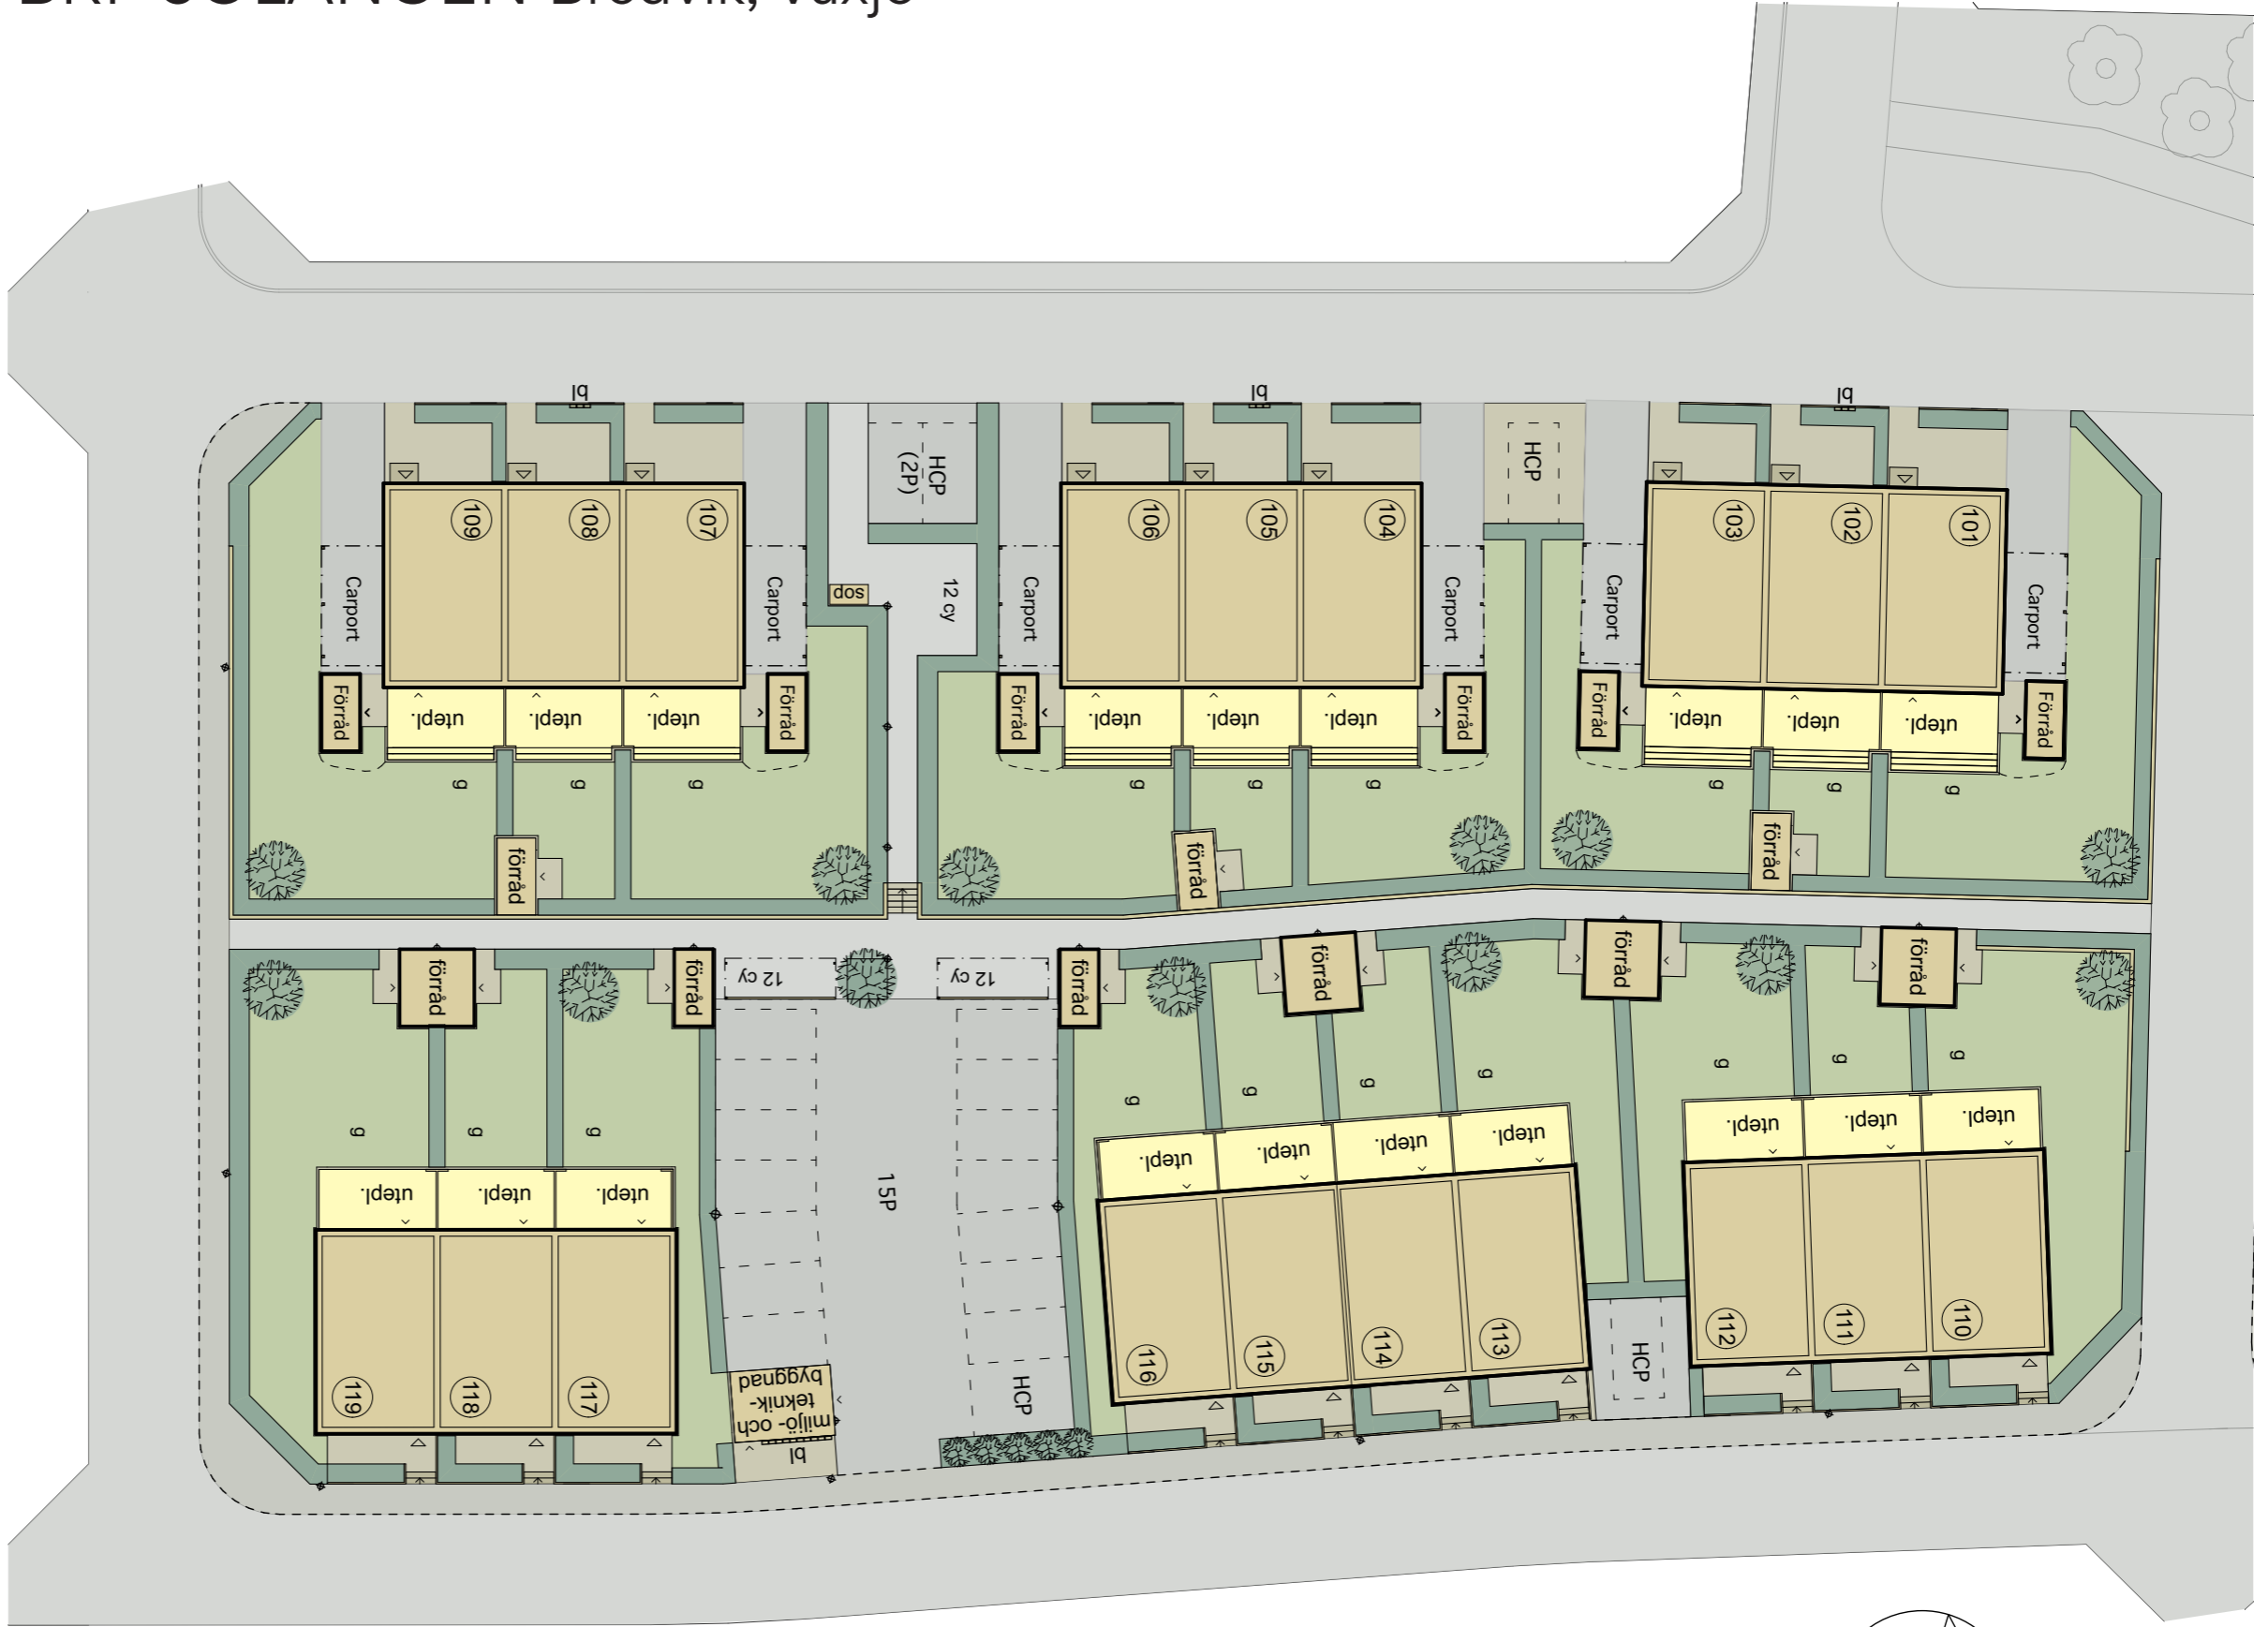 Bredvik, Växjö
bl
bl
bl
HCP
(2P)
HCP
109
108
107
106
105
104
103
102
101
Carport
Carport
sop
12 cy
Carport
Carport
Carport
Carport
Förråd
utepl.
utepl.
utepl.
Förråd
Förråd
utepl.
utepl.
utepl.
Förråd
Förråd
utepl.
utepl.
utepl.
Förråd
g
g
g
g
g
g
g
g
g
förråd
förråd
förråd
förråd
förråd
12 cy
12 cy
förråd
förråd
förråd
förråd
g
g
g
g
g
g
g
g
g
g
utepl.
utepl.
utepl.
15P
utepl.
utepl.
utepl.
utepl.
utepl.
utepl.
utepl.
119
118
117
116
115
114
113
112
111
110
HCP
HCP
miljö- och
teknik-
byggnad
bl